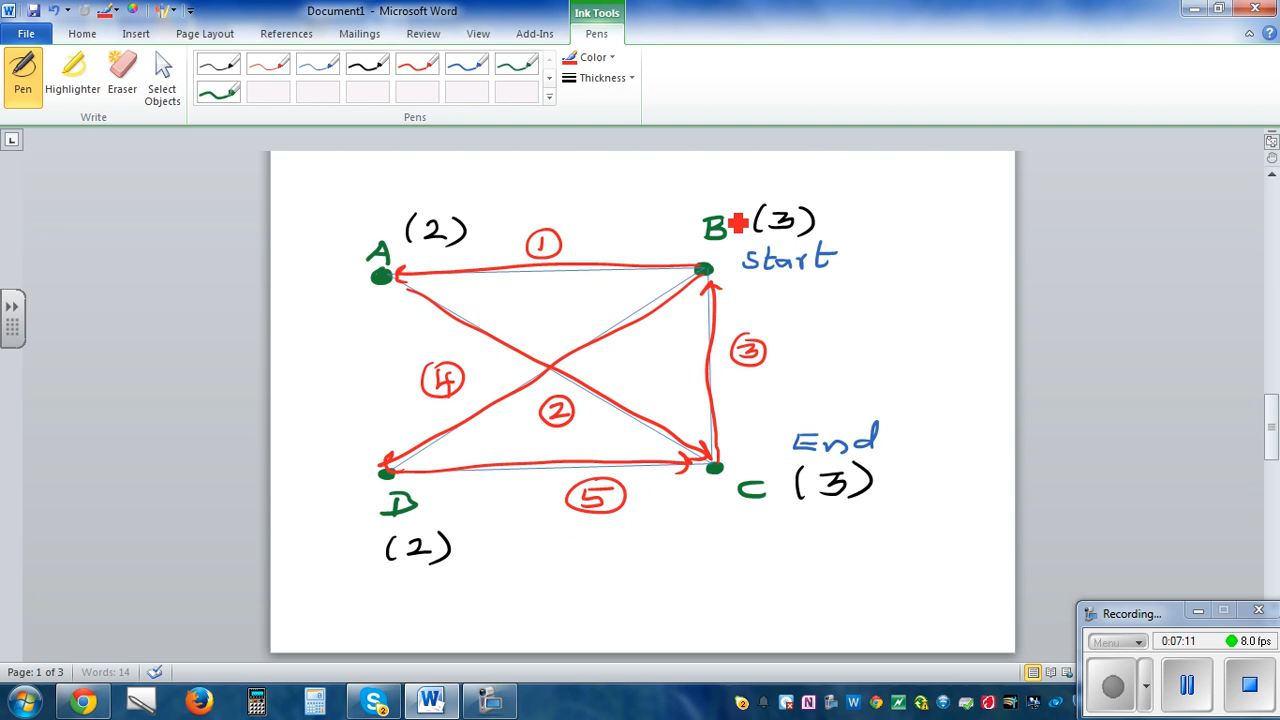 Document1 - Microsoft Word
Ink Tools
File
Home
Insert
Page Layout
References
Mailings
Review
View
Add-Ins
Pens
Pen
Highlighter
Eraser
Select
Objects
Color
Thickness
Write
Pens
A
(2)
1
B
(3)
start
3
4
2
End
D
(2)
5
C
(3)
Recording...
Menu
0:07:11
8.0 fps
Page: 1 of 3
Words: 14